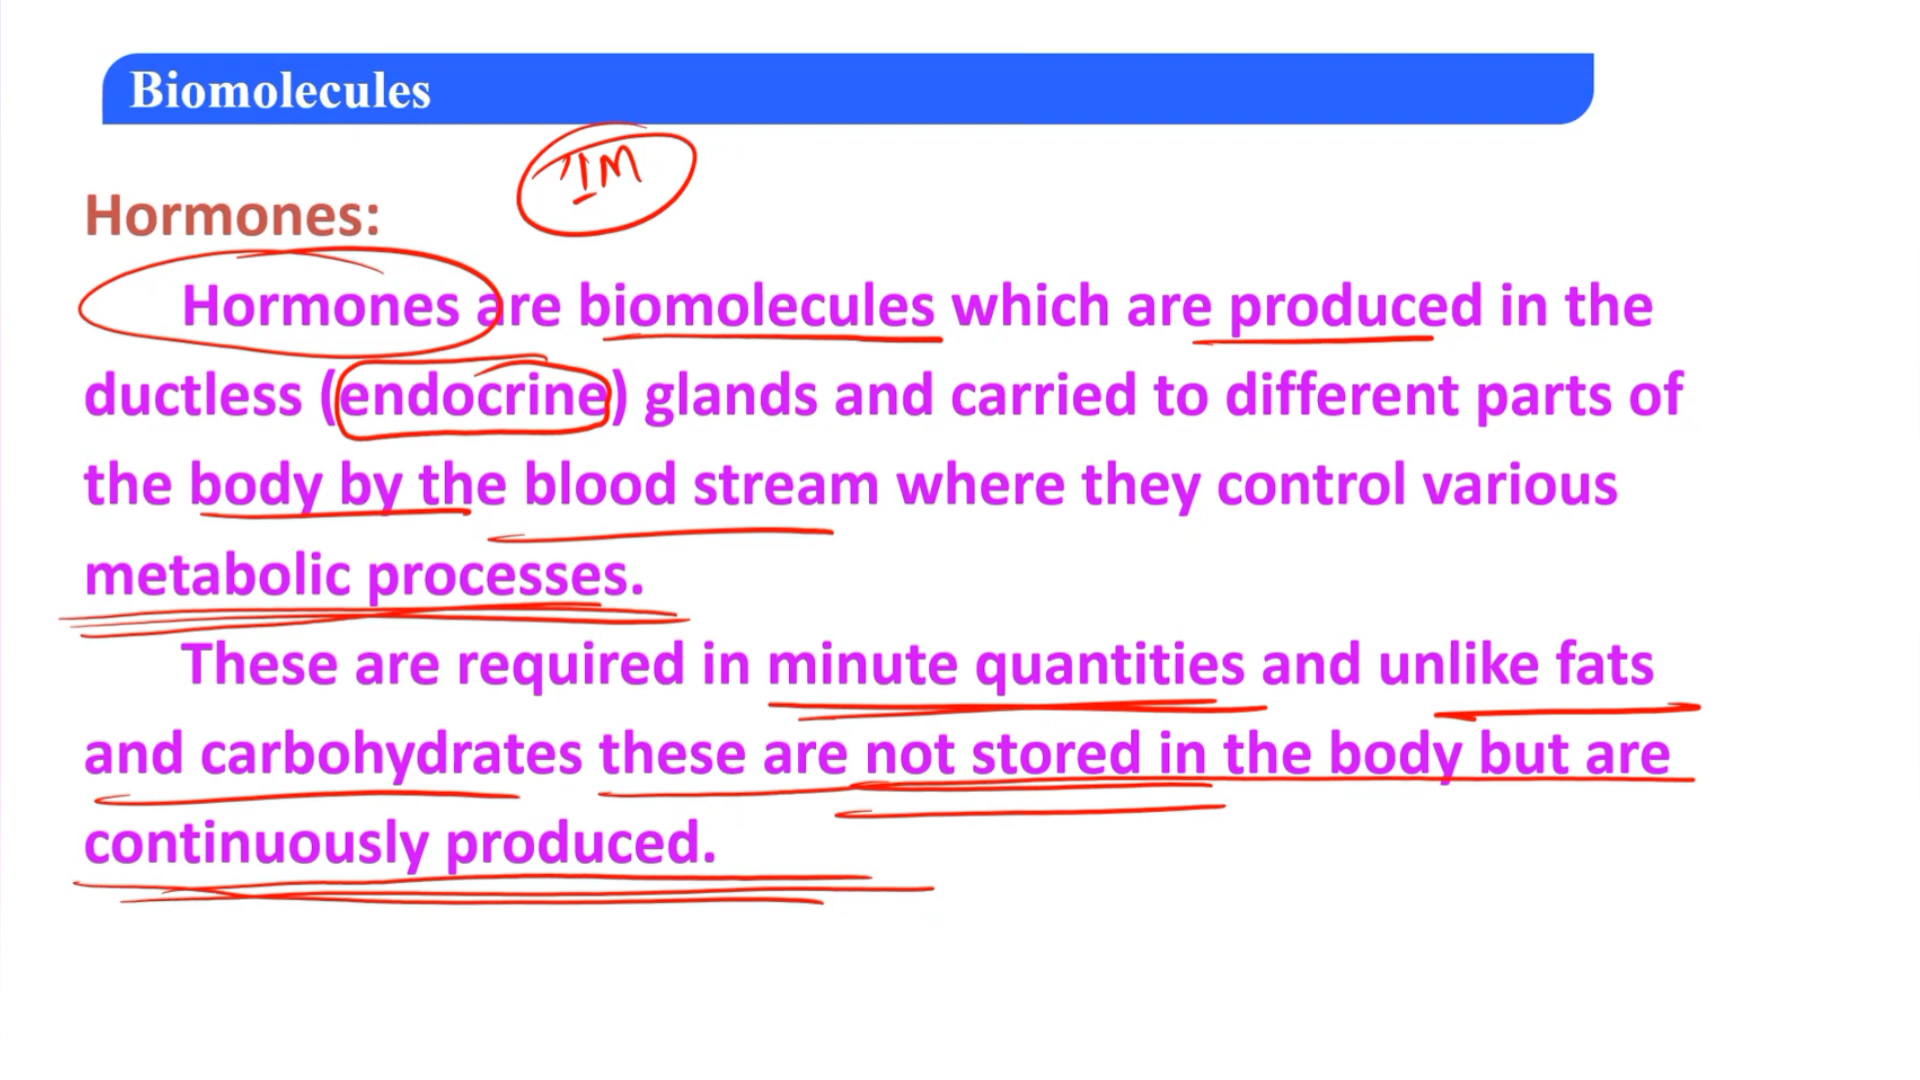 Biomolecules
IM
Hormones:
Hormones are biomolecules which are produced in the
ductless (endocrine) glands and carried to different parts of
the body by the blood stream where they control various
metabolic processes.
These are required in minute quantities and unlike fats
and carbohydrates these are not stored in the body but are
continuously produced.